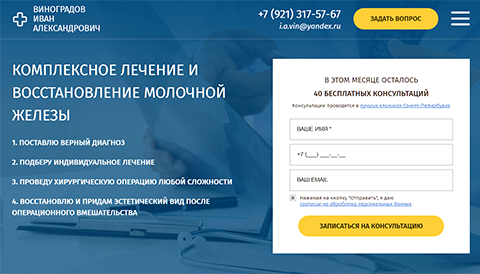 ВИНОГРАДОВ
ИВАН
АЛЕКСАНДРОВИЧ
+7 (921) 317-57-67
i.a.vin@yandex.ru
ЗАДАТЬ ВОПРОС
КОМПЛЕКСНОЕ ЛЕЧЕНИЕ И
ВОССТАНОВЛЕНИЕ МОЛОЧНОЙ
ЖЕЛЕЗЫ
1. ПОСТАВЛЮ ВЕРНЫЙ ДИАГНОЗ
2. ПОДБЕРУ ИНДИВИДУАЛЬНОЕ ЛЕЧЕНИЕ
3. ПРОВЕДУ ХИРУРГИЧЕСКУЮ ОПЕРАЦИЮ ЛЮБОЙ СЛОЖНОСТИ
4. ВОССТАНОВЛЮ И ПРИДАМ ЭСТЕТИЧЕСКИЙ ВИД ПОСЛЕ
ОПЕРАЦИОННОГО ВМЕШАТЕЛЬСТВА
В ЭТОМ МЕСЯЦЕ ОСТАЛОСЬ
40 БЕСПЛАТНЫХ КОНСУЛЬТАЦИЙ
Консультации проводятся в лучших клиниках Санкт-Петербурга
ВАШЕ ИМЯ *
+7 (___) ___-__-__
ВАШ EMAIL
Нажимая на кнопку "Отправить", я даю
согласие на обработку персональных данных
ЗАПИСАТЬСЯ НА КОНСУЛЬТАЦИЮ